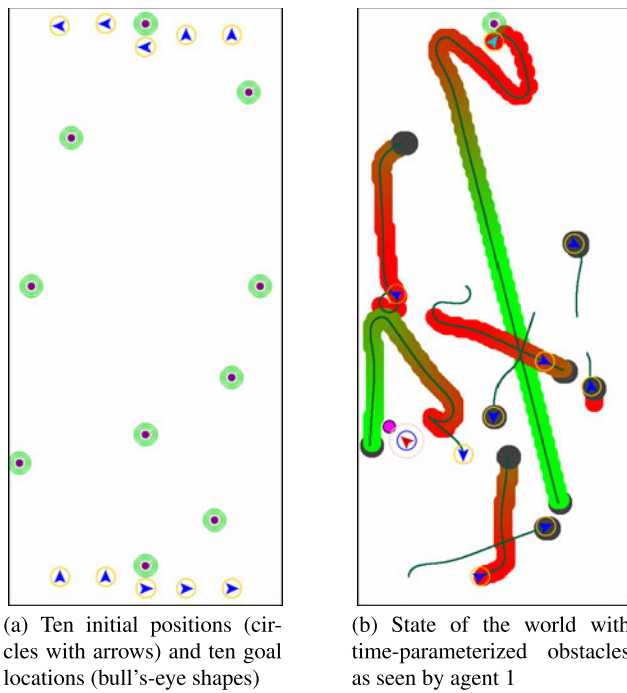 (a) Ten initial positions (cir-
cles with arrows) and ten goal
locations (bull's-eye shapes)
(b) State of the world with
time-parameterized obstacles
as seen by agent 1